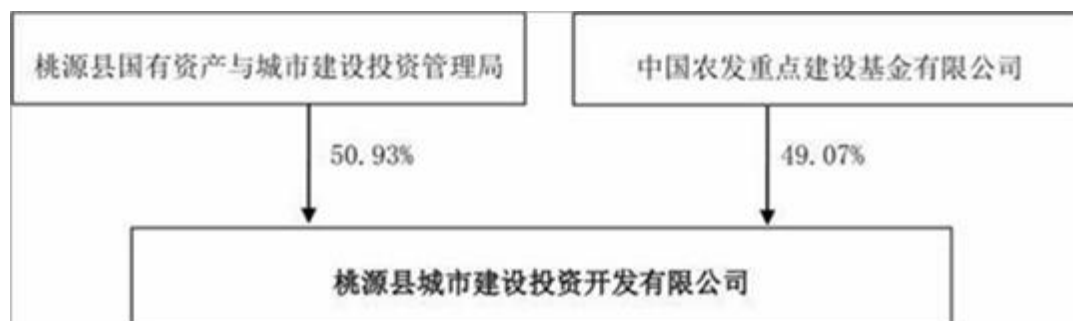 桃源县国有资产与城市建设投资管理局
中国农发重点建设基金有限公司
50.93%
49.07%
桃源县城市建设投资开发有限公司